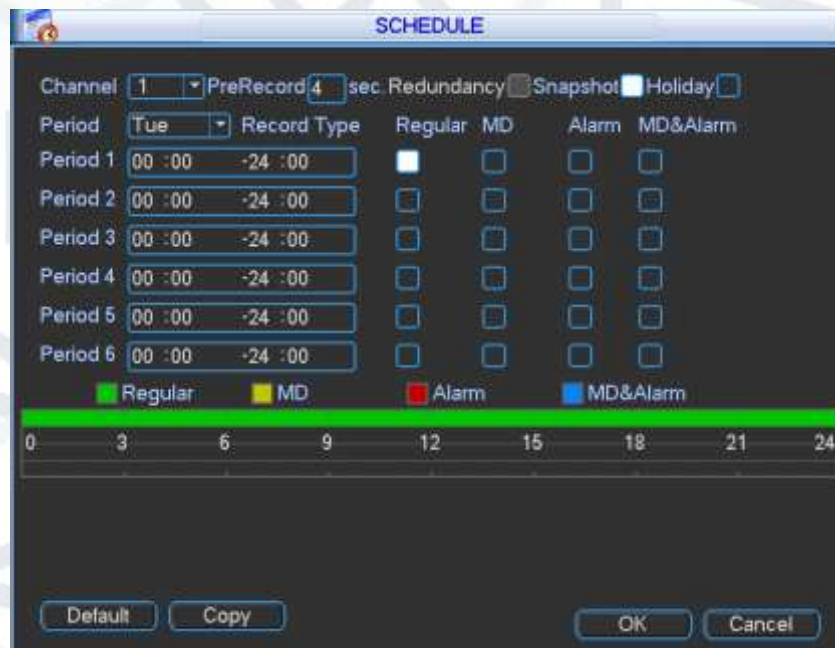 SCHEDULE
Channel 1 PreRecord 4 sec. Redundancy Snapshot Holiday
Period Tue Record Type Regular MD Alarm MD&Alarm
Period 1 00 :00 -24 :00
Period 2 00 :00 -24 :00
Period 3 00 :00 -24 :00
Period 4 00 :00 -24 :00
Period 5 00 :00 -24 :00
Period 6 00 :00 -24 :00
Regular MD Alarm MD&Alarm
0 3 6 9 12 15 18 21 24
Default Copy OK Cancel